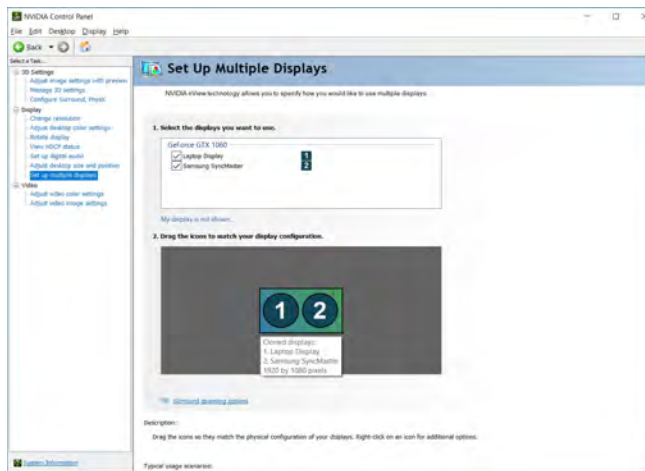 NVIDIA Control Panel
File Edit Desktop Display Help
Back
Select a Task...
3D Settings
Adjust image settings with preview
Manage 3D settings
Configure Surround, PhysX
Display
Change resolution
Adjust desktop color settings
Rotate display
View HDCP status
Set up digital audio
Adjust desktop size and position
Set up multiple displays
Video
Adjust video color settings
Adjust video image settings
System Information
Set Up Multiple Displays
NVIDIA nView technology allows you to specify how you would like to use multiple displays.
1. Select the displays you want to use.
GeForce GTX 1060
Laptop Display 1
Samsung SyncMaster 2
My display is not shown...
2. Drag the icons to match your display configuration.
1 2
Cloned displays:
1. Laptop Display
2. Samsung SyncMaster
1920 by 1080 pixels
Surround spanning options
Description:
Drag the icons so they match the physical configuration of your displays. Right-click on an icon for additional options.
Typical usage scenarios: